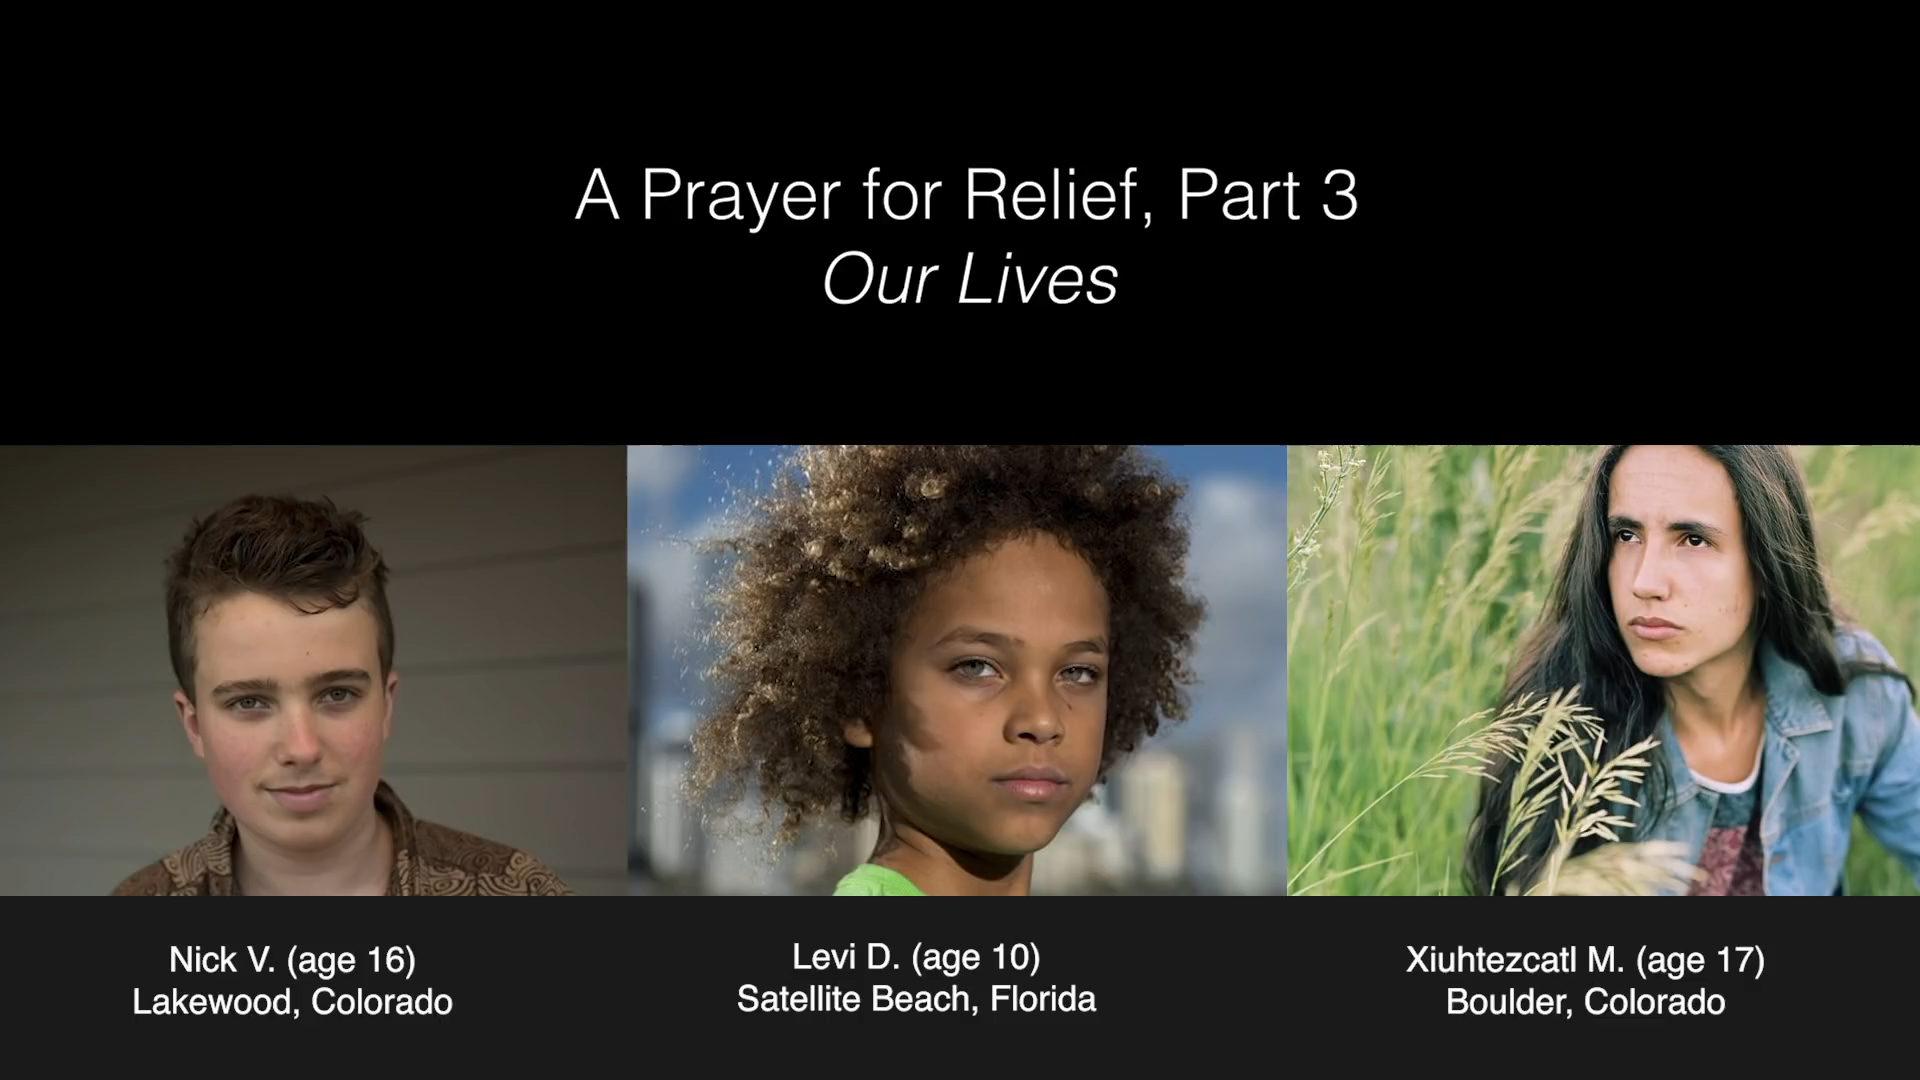 A Prayer for Relief, Part 3
Our Lives
Nick V. (age 16)
Lakewood, Colorado
Levi D. (age 10)
Satellite Beach, Florida
Xiuhtezcatl M. (age 17)
Boulder, Colorado